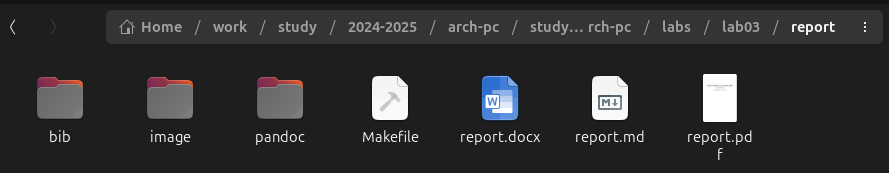 Home / work / study / 2024-2025 / arch-pc / study… rch-pc / labs / lab03 / report
bib image pandoc Makefile report.docx report.md report.pd
f